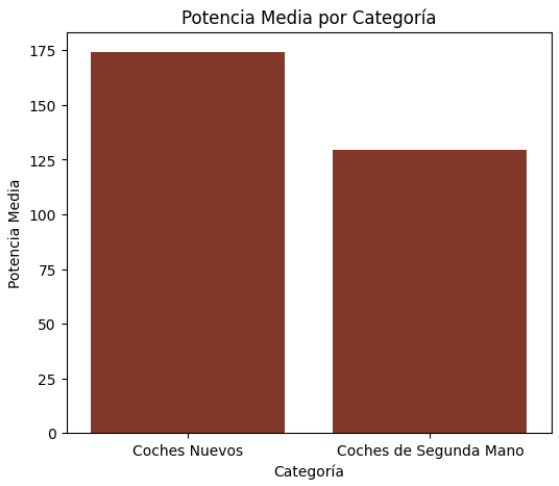 Potencia Media por Categoría
Potencia Media
175
150
125
100
75
50
25
0
Coches Nuevos
Coches de Segunda Mano
Categoría